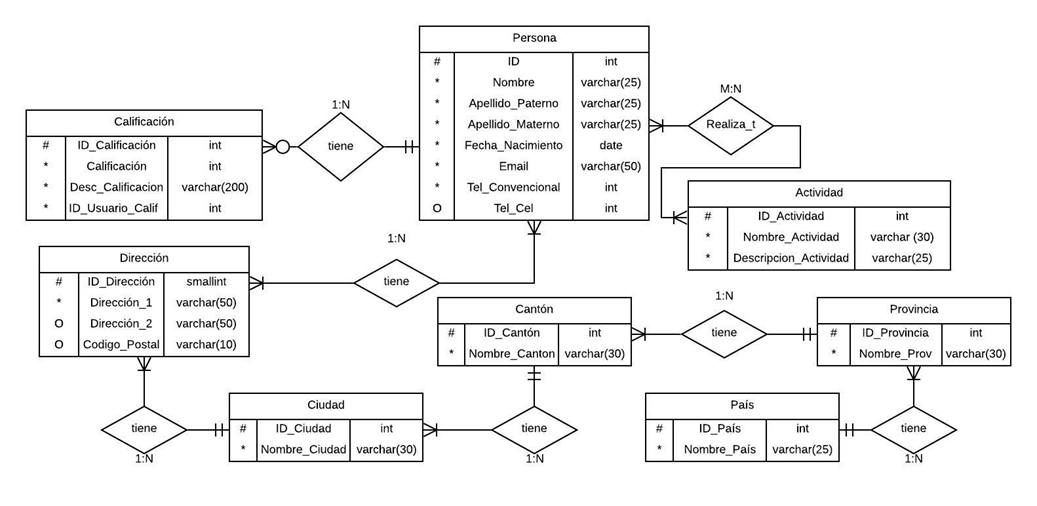 Persona
# ID int
* Nombre varchar(25)
* Apellido_Paterno varchar(25)
* Apellido_Materno varchar(25)
* Fecha_Nacimiento date
* Email varchar(50)
* Tel_Convencional int
O Tel_Cel int
1:N
tiene
M:N
Realiza_t
Calificación
# ID_Calificación int
* Calificación int
* Desc_Calificacion varchar(200)
* ID_Usuario_Calif int
Actividad
# ID_Actividad int
* Nombre_Actividad varchar (30)
* Descripcion_Actividad varchar(25)
1:N
tiene
Dirección
# ID_Dirección smallint
* Dirección_1 varchar(50)
O Dirección_2 varchar(50)
O Codigo_Postal varchar(10)
Cantón
# ID_Cantón int
* Nombre_Canton varchar(30)
1:N
tiene
Provincia
# ID_Provincia int
* Nombre_Prov varchar(30)
tiene
1:N
Ciudad
# ID_Ciudad int
* Nombre_Ciudad varchar(30)
tiene
1:N
País
# ID_País int
* Nombre_País varchar(25)
tiene
1:N